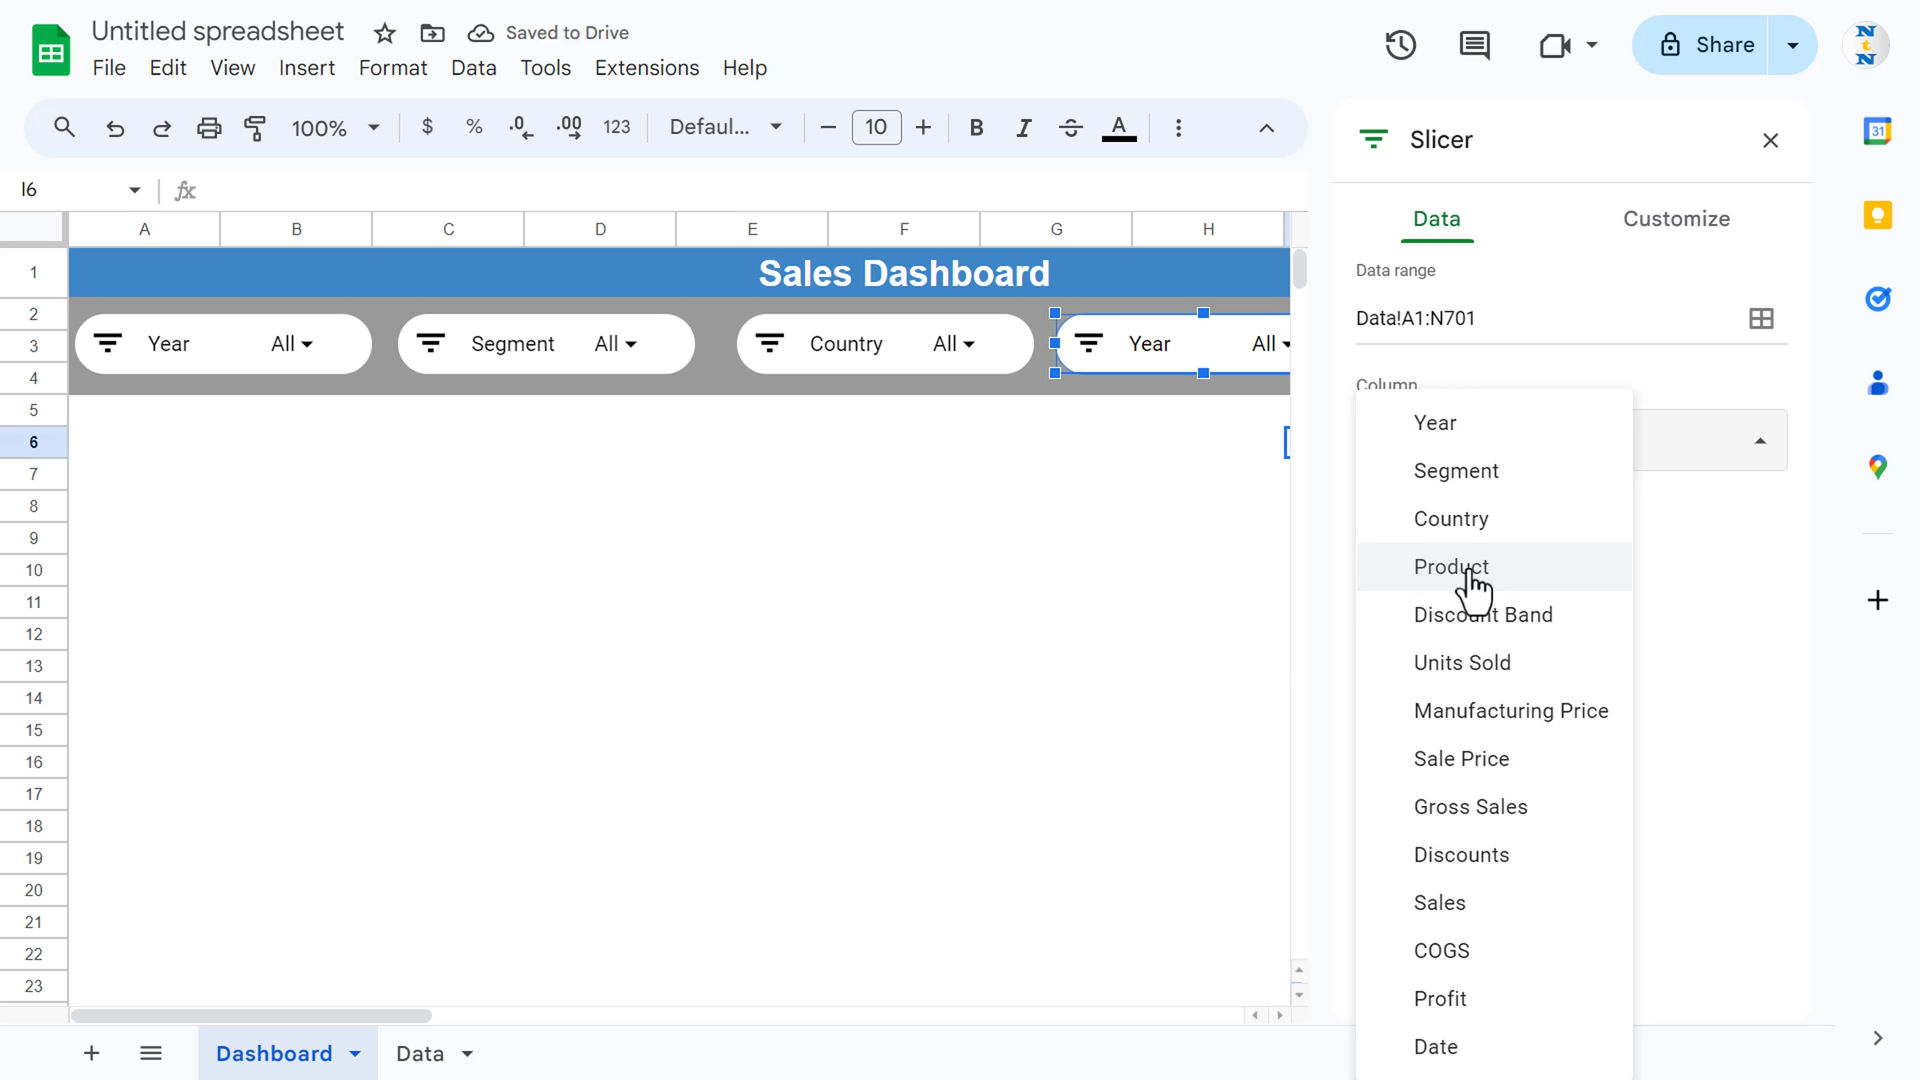 Untitled spreadsheet
Saved to Drive
Share
NtN
File Edit View Insert Format Data Tools Extensions Help
100% $ % .0 .00 123 Defaul... − 10 + B I S A
I6 fx
A B C D E F G H
1
2
3
4
5
6
7
8
9
10
11
12
13
14
15
16
17
18
19
20
21
22
23
Sales Dashboard
Year All Segment All Country All Year All
Dashboard Data
Slicer
Data Customize
Data range
Data!A1:N701
Column
Year
Segment
Country
Product
Discount Band
Units Sold
Manufacturing Price
Sale Price
Gross Sales
Discounts
Sales
COGS
Profit
Date
31